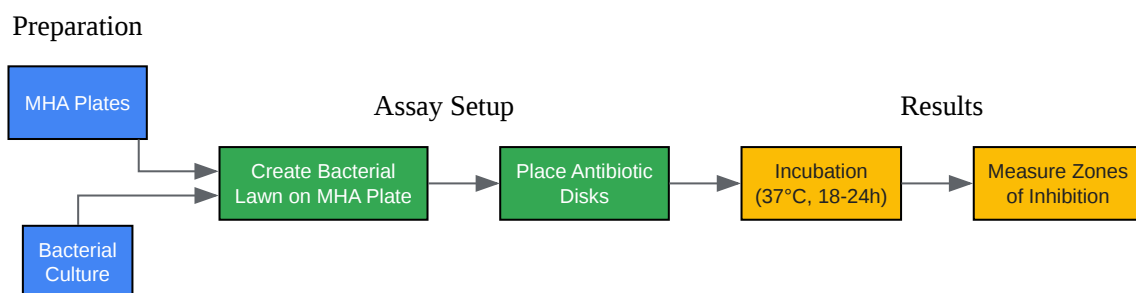 Preparation
MHA Plates
Assay Setup
Results
Create Bacterial
Lawn on MHA Plate
Place Antibiotic
Disks
Incubation
(37°C, 18-24h)
Measure Zones
of Inhibition
Bacterial
Culture